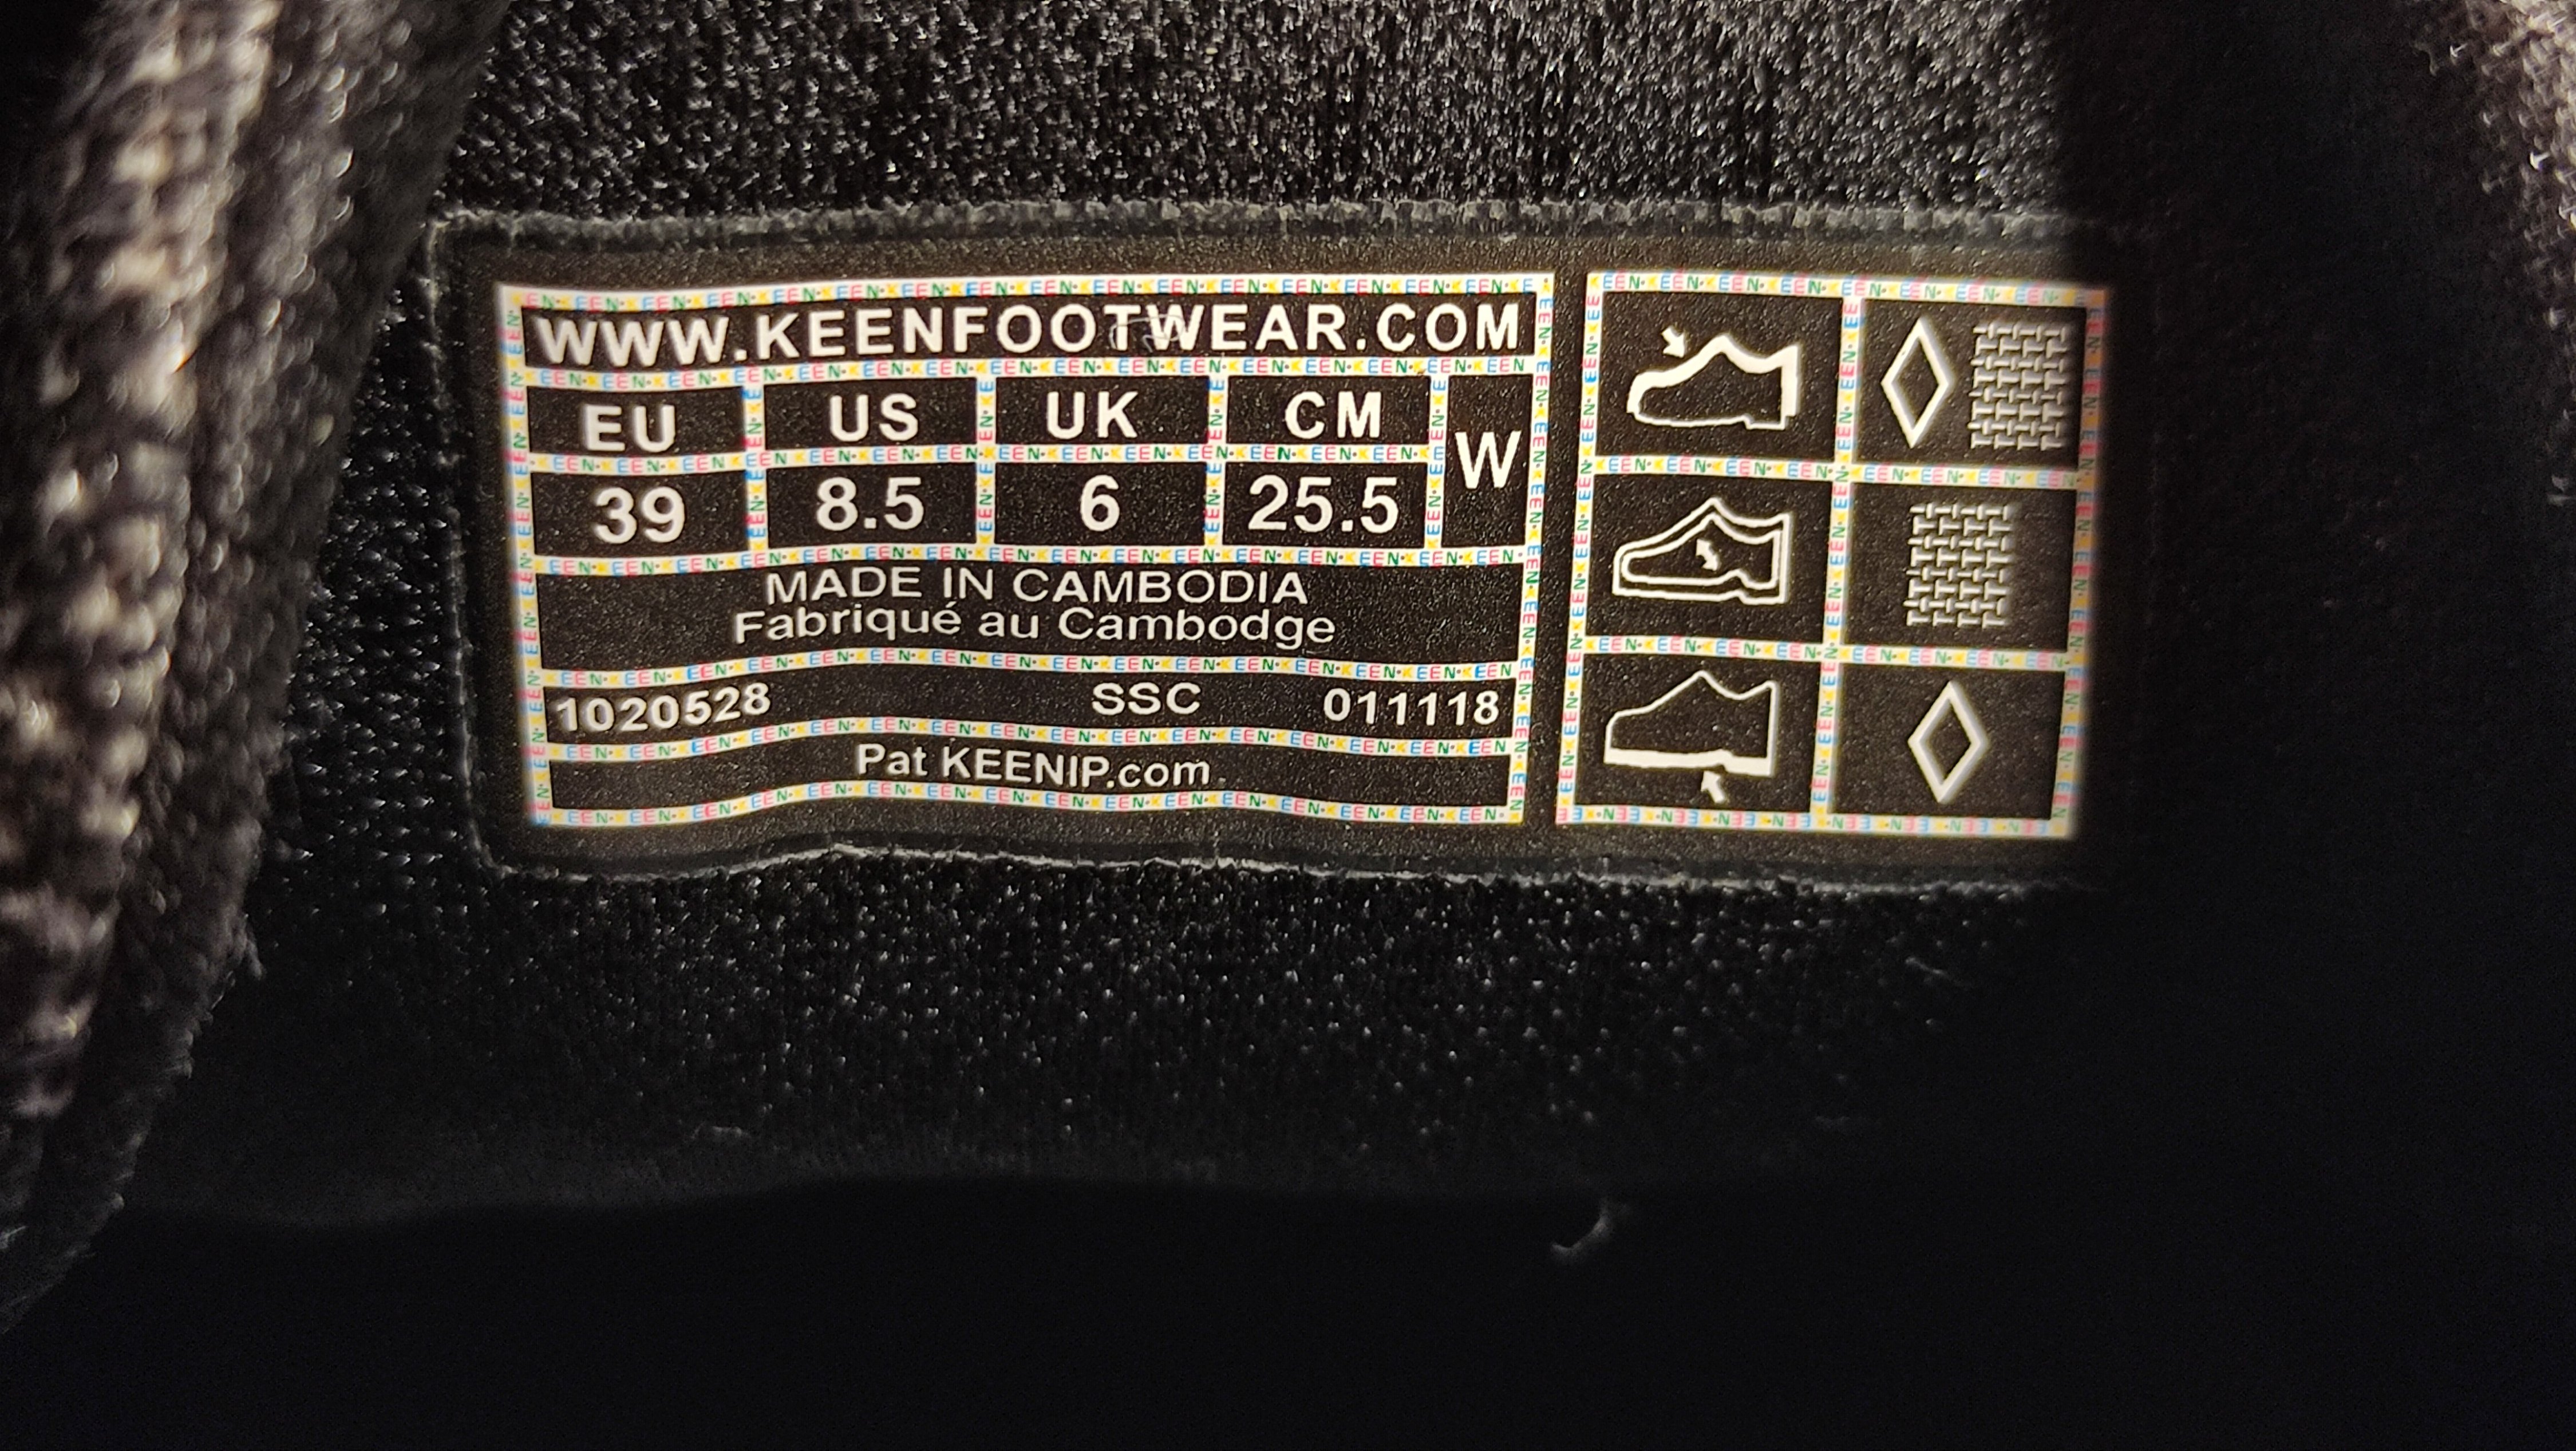 WWW.KEENFOOTWEAR.COM
EU US UK CM W
39 8.5 6 25.5
MADE IN CAMBODIA
Fabriqué au Cambodge
1020528 SSC 011118
Pat KEENIP.com